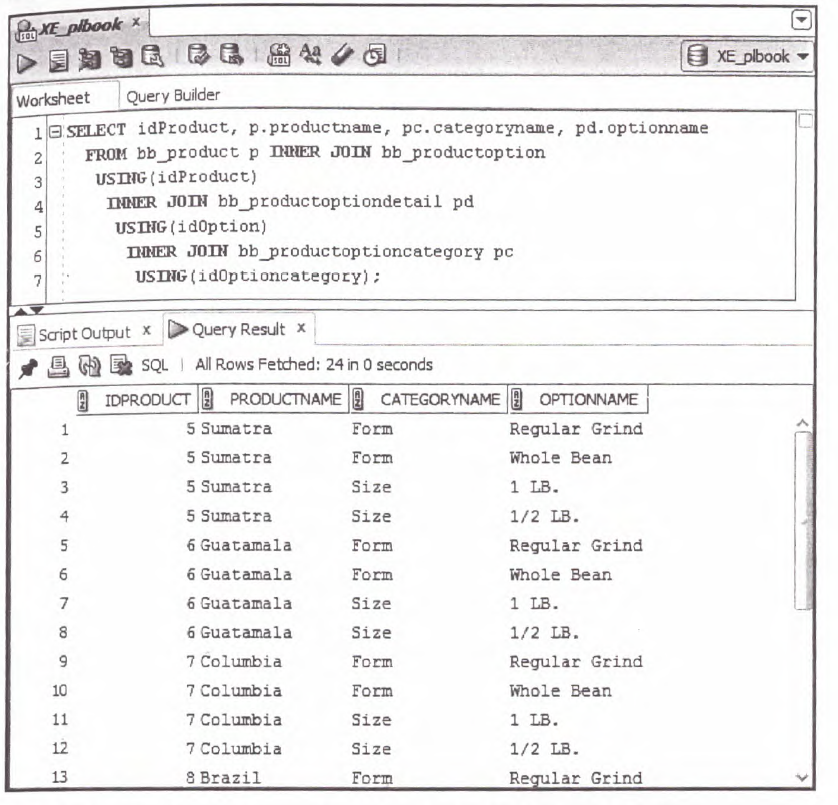 XE_plbook x
XE_plbook
Worksheet Query Builder
1 SELECT idProduct, p.productname, pc.categoryname, pd.optionname
2 FROM bb_product p INNER JOIN bb_productoption
3 USING(idProduct)
4 INNER JOIN bb_productoptiondetail pd
5 USING(idOption)
6 INNER JOIN bb_productoptioncategory pc
7 USING(idOptioncategory);
Script Output x Query Result x
SQL | All Rows Fetched: 24 in 0 seconds
IDPRODUCT PRODUCTNAME CATEGORYNAME OPTIONNAME
1 5 Sumatra Form Regular Grind
2 5 Sumatra Form Whole Bean
3 5 Sumatra Size 1 LB.
4 5 Sumatra Size 1/2 LB.
5 6 Guatamala Form Regular Grind
6 6 Guatamala Form Whole Bean
7 6 Guatamala Size 1 LB.
8 6 Guatamala Size 1/2 LB.
9 7 Columbia Form Regular Grind
10 7 Columbia Form Whole Bean
11 7 Columbia Size 1 LB.
12 7 Columbia Size 1/2 LB.
13 8 Brazil Form Regular Grind